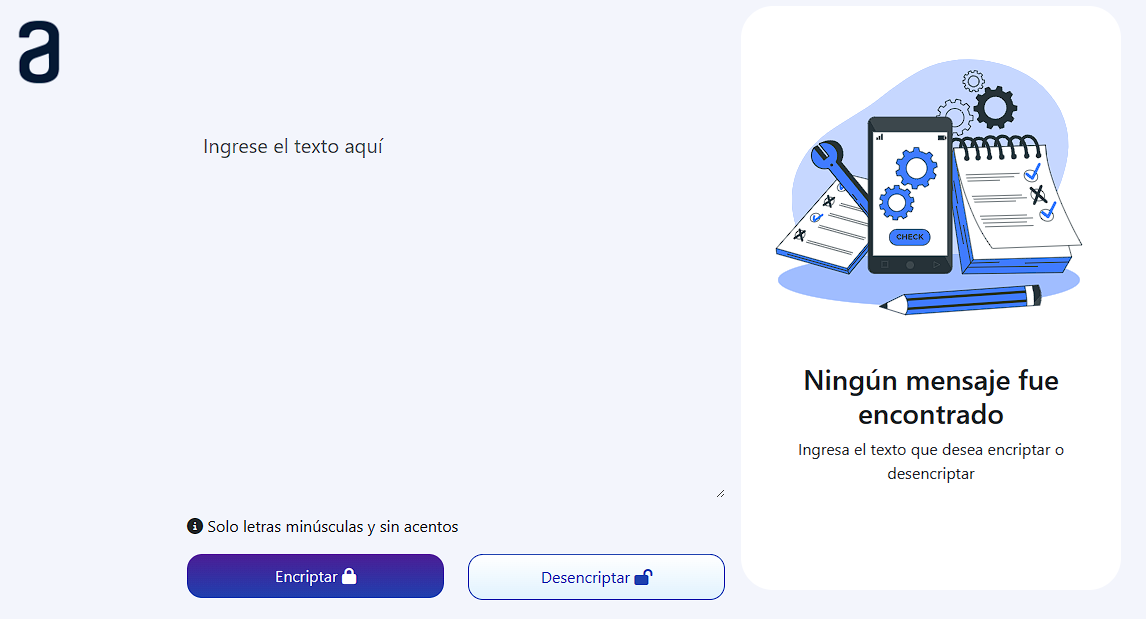 a
Ingrese el texto aquí
CHECK
Ningún mensaje fue
encontrado
Ingresa el texto que desea encriptar o
desencriptar
Solo letras minúsculas y sin acentos
Encriptar
Desencriptar